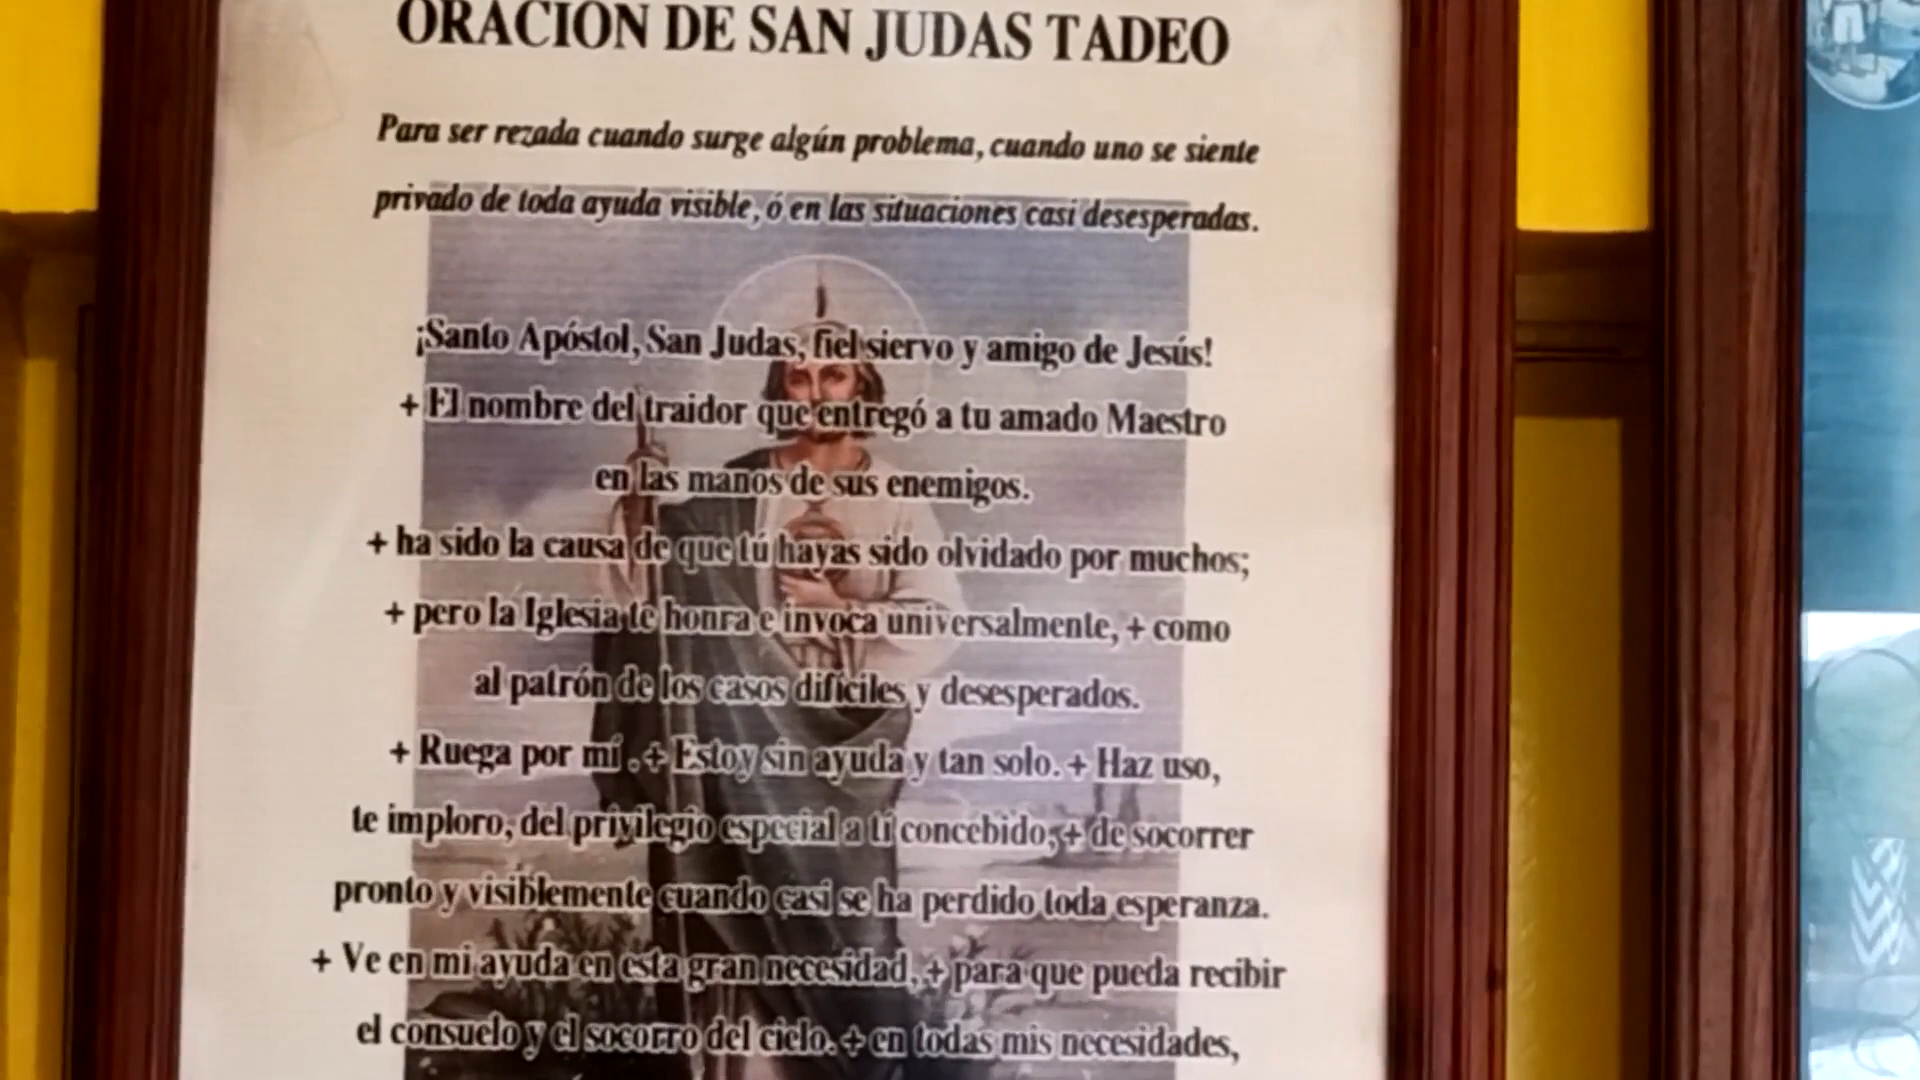 ORACION DE SAN JUDAS TADEO
Para ser rezada cuando surge algún problema, cuando uno se siente
privado de toda ayuda visible, ó en las situaciones casi desesperadas.
¡Santo Apóstol, San Judas, fiel siervo y amigo de Jesús!
+ El nombre del traidor que entregó a tu amado Maestro
en las manos de sus enemigos.
+ ha sido la causa de que tú hayas sido olvidado por muchos;
+ pero la Iglesia te honra e invoca universalmente, + como
al patrón de los casos difíciles y desesperados.
+ Ruega por mí . + Estoy sin ayuda y tan solo. + Haz uso,
te imploro, del privilegio especial a tí concebido, + de socorrer
pronto y visiblemente cuando casi se ha perdido toda esperanza.
+ Ve en mi ayuda en esta gran necesidad, + para que pueda recibir
el consuelo y el socorro del cielo. + en todas mis necesidades,